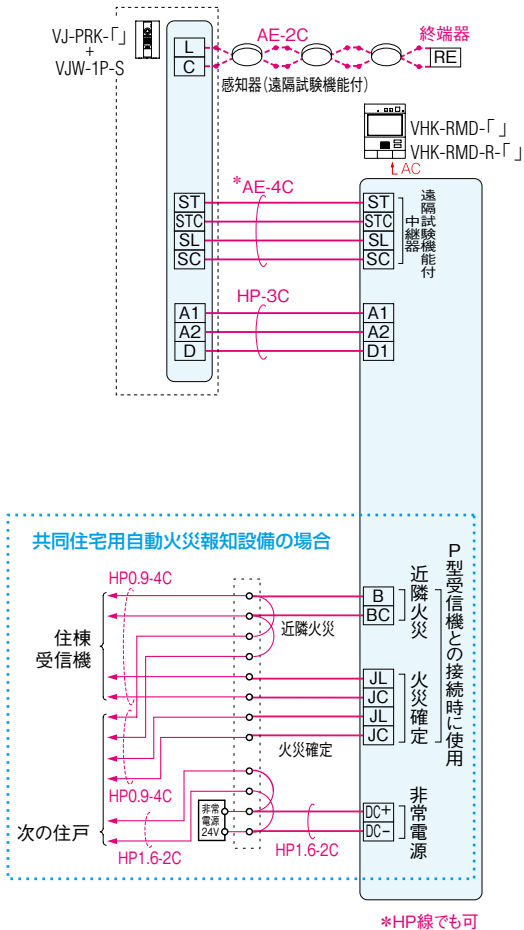 VJ-PRK-「」
+
VJW-1P-S
L
C
AE-2C
終端器
RE
感知器(遠隔試験機能付)
VHK-RMD-「 」
VHK-RMD-R-「 」
AC
*AE-4C
ST
STC
SL
SC
ST
STC
SL
SC
遠隔試験機能付
中継器
HP-3C
A1
A2
D
A1
A2
D1
共同住宅用自動火災報知設備の場合
HP0.9-4C
住棟
受信機
近隣火災
B
BC
近隣火災
P型受信機との接続時に使用
JL
JC
JL
JC
火災確定
火災確定
HP0.9-4C
次の住戸
HP1.6-2C
非常
電源
24V
HP1.6-2C
DC+
DC-
非常電源
*HP線でも可